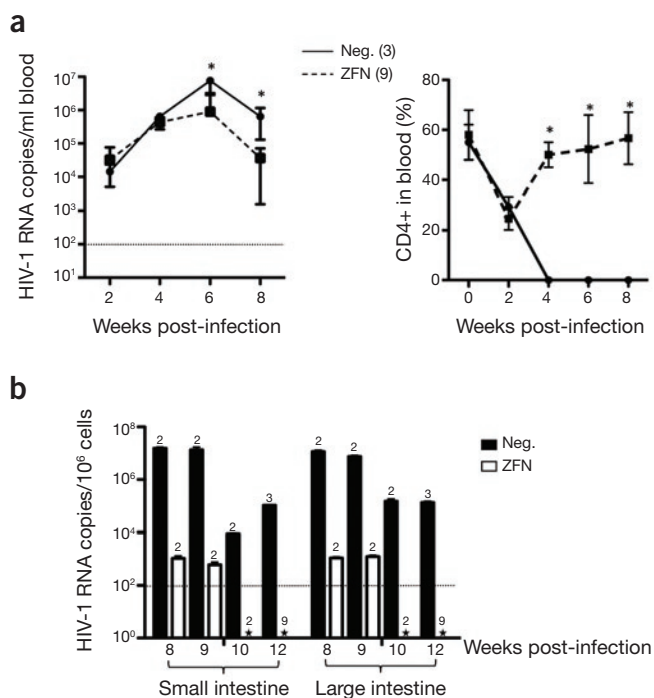 a
Neg. (3)
ZFN (9)
HIV-1 RNA copies/ml blood
10⁷
10⁶
10⁵
10⁴
10³
10²
10¹
* *
2 4 6 8
Weeks post-infection
CD4+ in blood (%)
80
60
40
20
0
* * *
0 2 4 6 8
Weeks post-infection
b
HIV-1 RNA copies/10⁶ cells
10⁸
10⁶
10⁴
10²
10⁰
Neg.
ZFN
2 2 2 2 2 2 3 9
2 2 2 2 2 2 3 9
★ ★ ★ ★
8 9 10 12 8 9 10 12 Weeks post-infection
Small intestine Large intestine